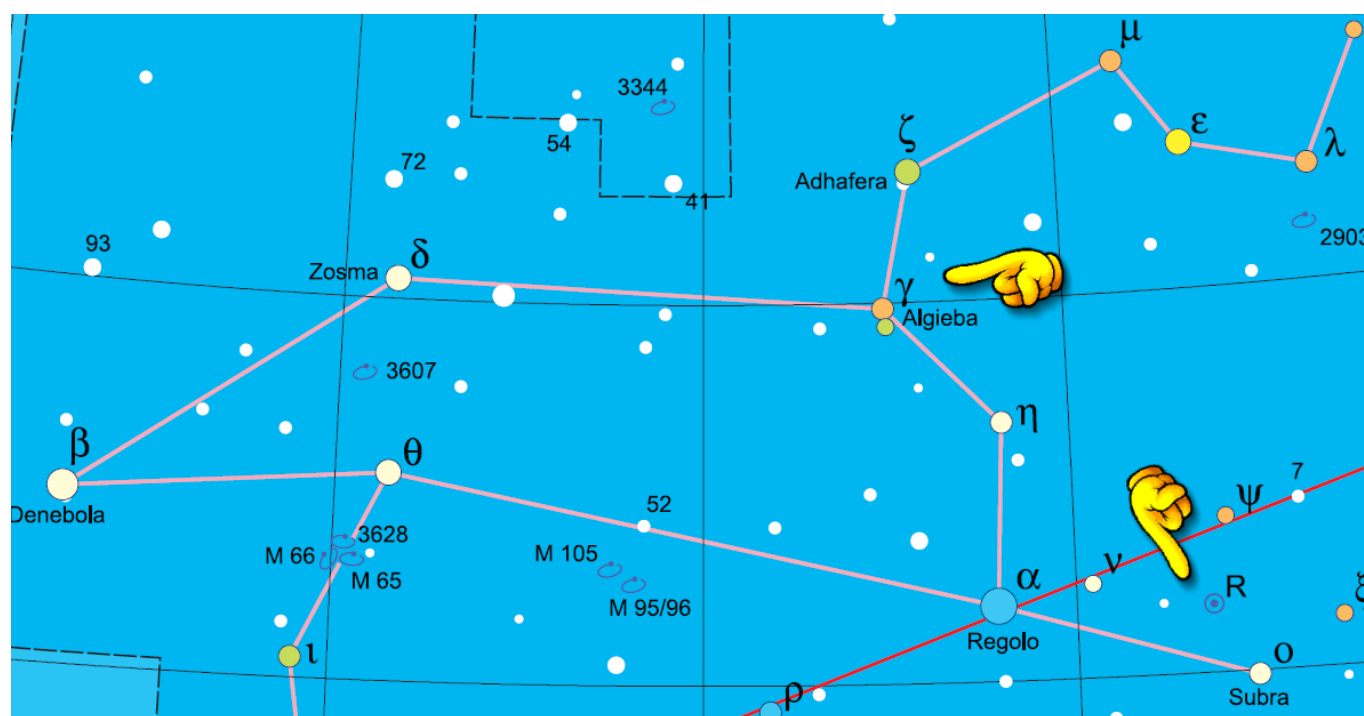 μ
3344
ε
λ
54
ζ
72
Adhafera
41
2903
93
δ
Zosma
γ
Algieba
3607
η
β
θ
7
52
ψ
Denebola
3628
M 66
M 105
M 65
ν
α
R
M 95/96
ξ
Regolo
ι
ο
Subra
ρ